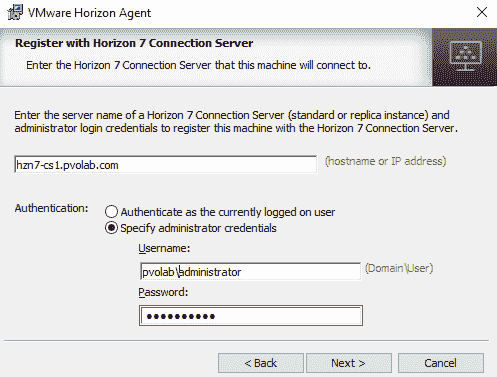 VMware Horizon Agent
Register with Horizon 7 Connection Server
Enter the Horizon 7 Connection Server that this machine will connect to.
Enter the server name of a Horizon 7 Connection Server (standard or replica instance) and
administrator login credentials to register this machine with the Horizon 7 Connection Server.
hzn7-cs1.pvolab.com (hostname or IP address)
Authentication: Authenticate as the currently logged on user
Specify administrator credentials
Username:
pvolab\administrator (Domain\User)
Password:
●●●●●●●●●●
< Back Next > Cancel